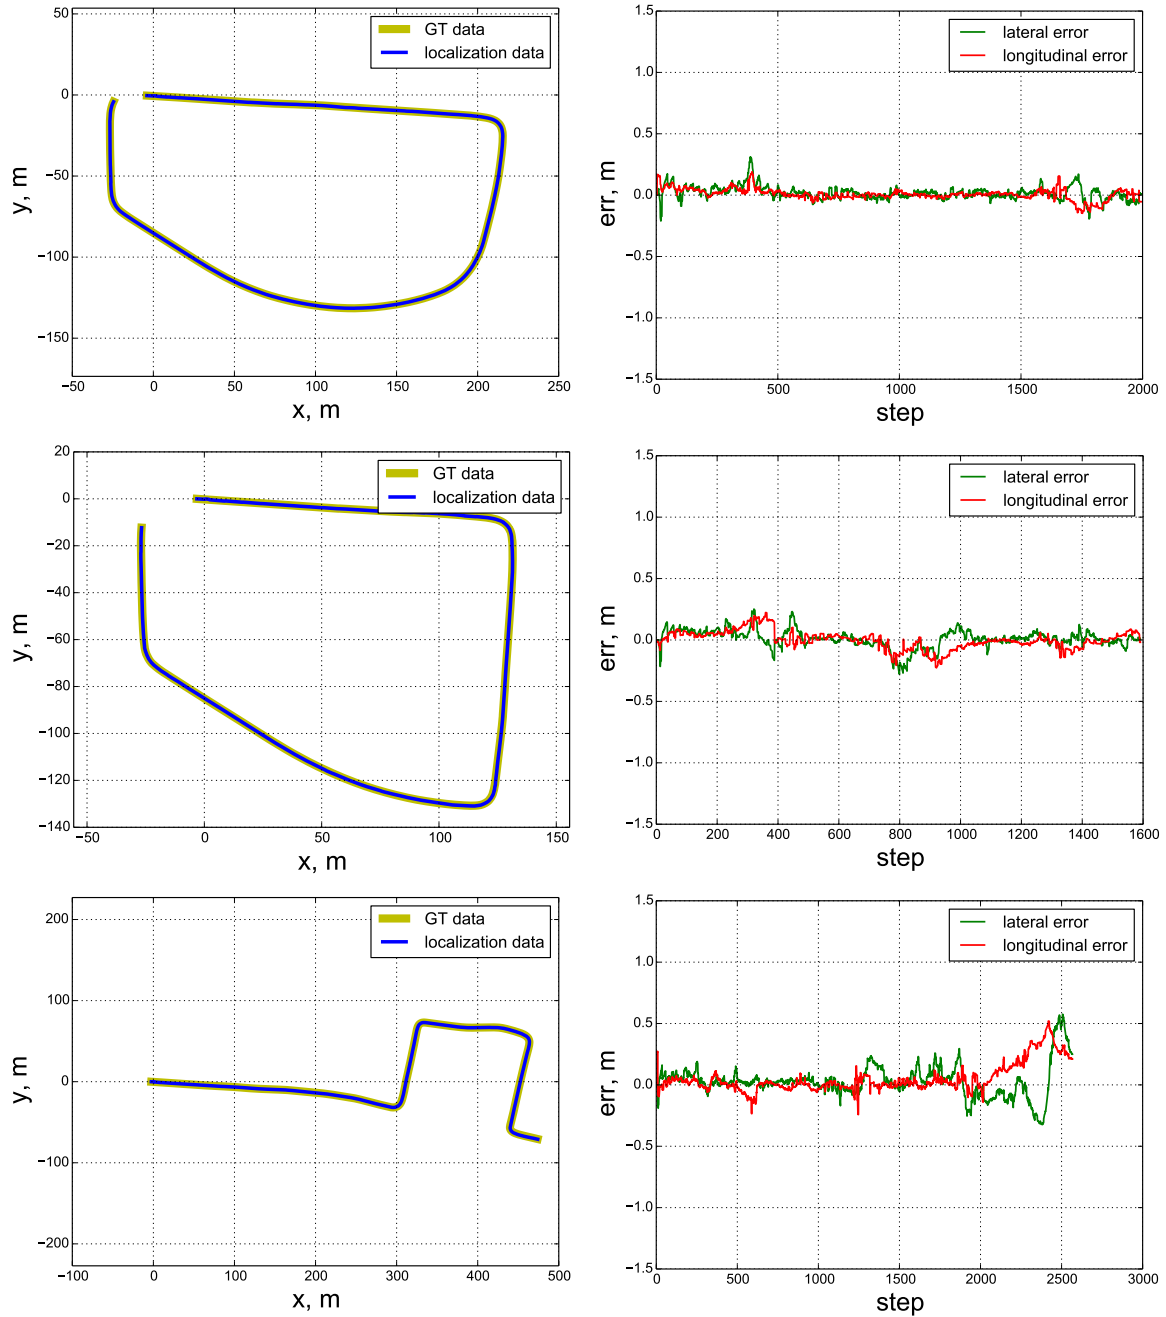 50
0
−50
−100
−150
y, m
GT data
localization data
−50 0 50 100 150 200 250
x, m
1.5
1.0
0.5
0.0
−0.5
−1.0
−1.5
err, m
lateral error
longitudinal error
0 500 1000 1500 2000
step
20
0
−20
−40
−60
−80
−100
−120
−140
y, m
GT data
localization data
−50 0 50 100 150
x, m
1.5
1.0
0.5
0.0
−0.5
−1.0
−1.5
err, m
lateral error
longitudinal error
0 200 400 600 800 1000 1200 1400 1600
step
200
100
0
−100
−200
y, m
GT data
localization data
−100 0 100 200 300 400 500
x, m
1.5
1.0
0.5
0.0
−0.5
−1.0
−1.5
err, m
lateral error
longitudinal error
0 500 1000 1500 2000 2500 3000
step